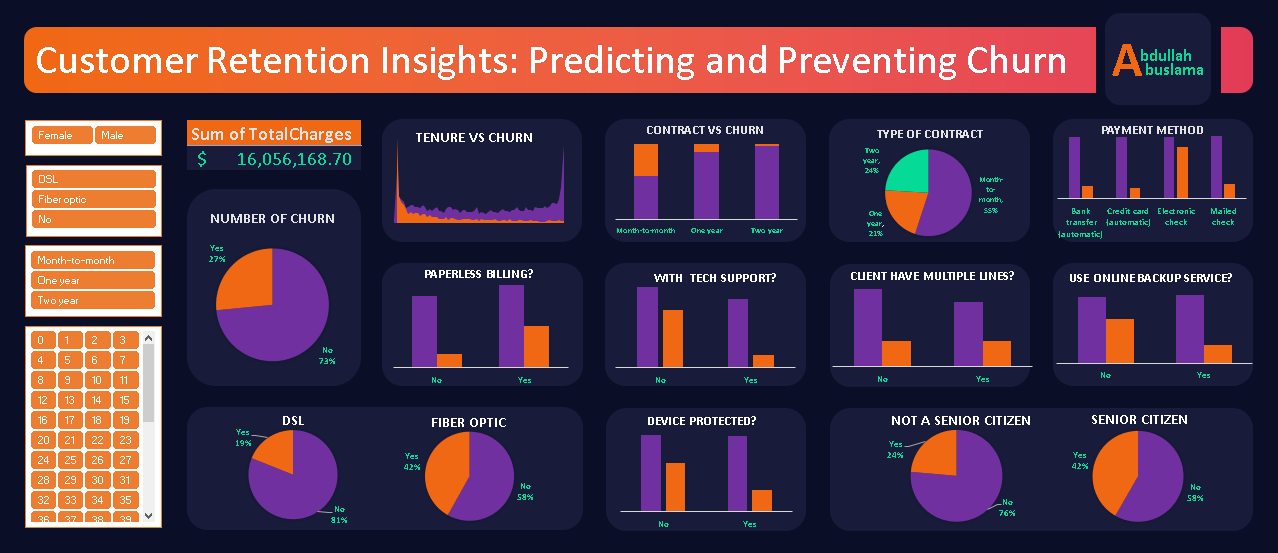 Customer Retention Insights: Predicting and Preventing Churn
Abdullah
Abuslama
Female
Male
DSL
Fiber optic
No
Month-to-month
One year
Two year
0 1 2 3
4 5 6 7
8 9 10 11
12 13 14 15
16 17 18 19
20 21 22 23
24 25 26 27
28 29 30 31
32 33 34 35
36 37 38 39
Sum of TotalCharges
$ 16,056,168.70
NUMBER OF CHURN
Yes
27%
No
73%
TENURE VS CHURN
CONTRACT VS CHURN
Month-to-month
One year
Two year
TYPE OF CONTRACT
Two
year,
24%
Month-
to-
month,
55%
One
year,
21%
PAYMENT METHOD
Bank
transfer
(automatic)
Credit card
(automatic)
Electronic
check
Mailed
check
PAPERLESS BILLING?
No
Yes
WITH TECH SUPPORT?
No
Yes
CLIENT HAVE MULTIPLE LINES?
No
Yes
USE ONLINE BACKUP SERVICE?
No
Yes
DSL
Yes
19%
No
81%
FIBER OPTIC
Yes
42%
No
58%
DEVICE PROTECTED?
No
Yes
NOT A SENIOR CITIZEN
Yes
24%
No
76%
SENIOR CITIZEN
Yes
42%
No
58%